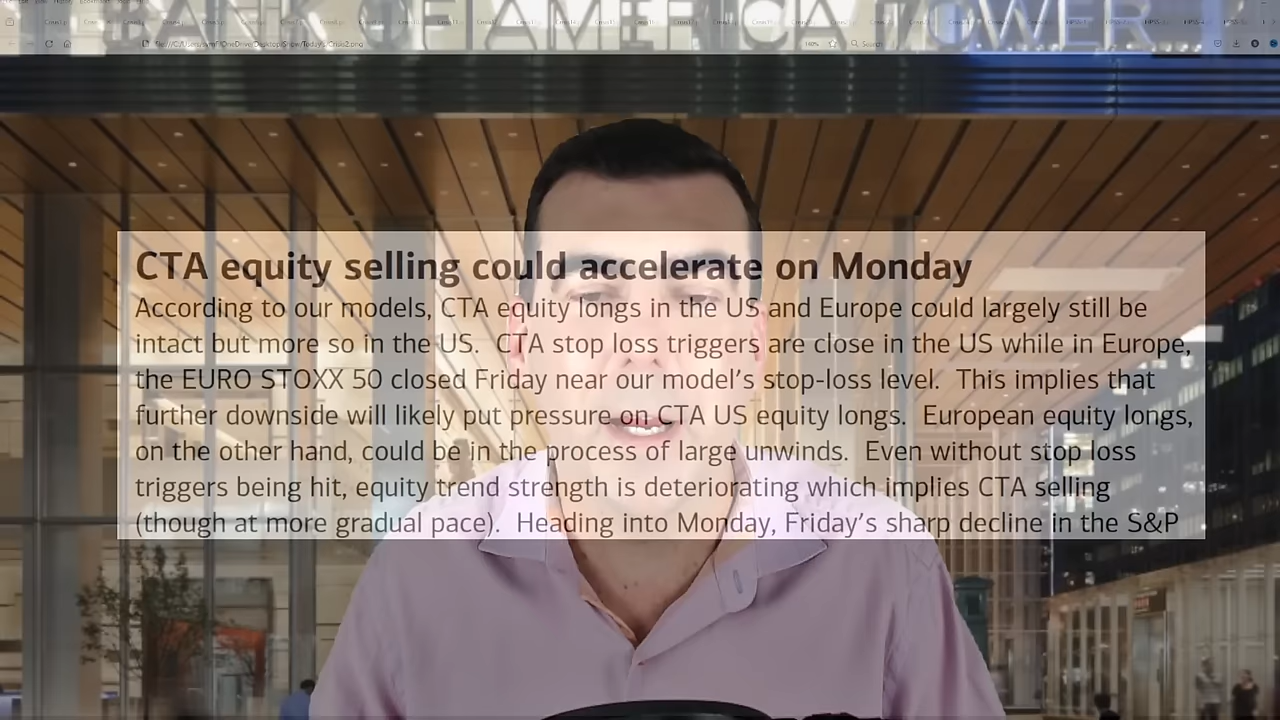 BANK OF AMERICA TOWER
CTA equity selling could accelerate on Monday
According to our models, CTA equity longs in the US and Europe could largely still be
intact but more so in the US.  CTA stop loss triggers are close in the US while in Europe,
the EURO STOXX 50 closed Friday near our model's stop-loss level.  This implies that
further downside will likely put pressure on CTA US equity longs.  European equity longs,
on the other hand, could be in the process of large unwinds.  Even without stop loss
triggers being hit, equity trend strength is deteriorating which implies CTA selling
(though at more gradual pace).  Heading into Monday, Friday's sharp decline in the S&P